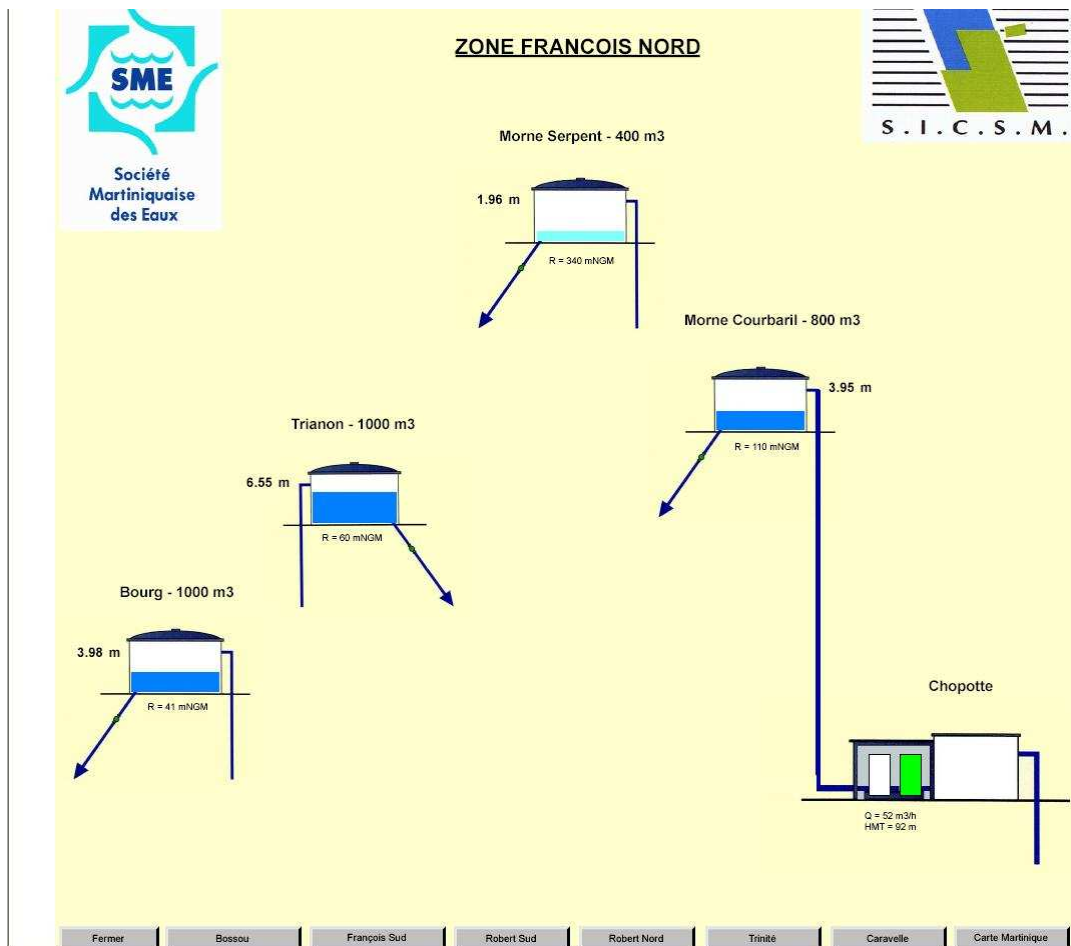 ZONE FRANCOIS NORD
SME
Société
Martiniquaise
des Eaux
S.I.C.S.M.
Morne Serpent - 400 m3
1.96 m
R = 340 mNGM
Morne Courbaril - 800 m3
3.95 m
R = 110 mNGM
Trianon - 1000 m3
6.55 m
R = 60 mNGM
Bourg - 1000 m3
3.98 m
R = 41 mNGM
Chopotte
Q = 52 m3/h
HMT = 92 m
Fermer
Bossou
François Sud
Robert Sud
Robert Nord
Trinité
Caravelle
Carte Martinique